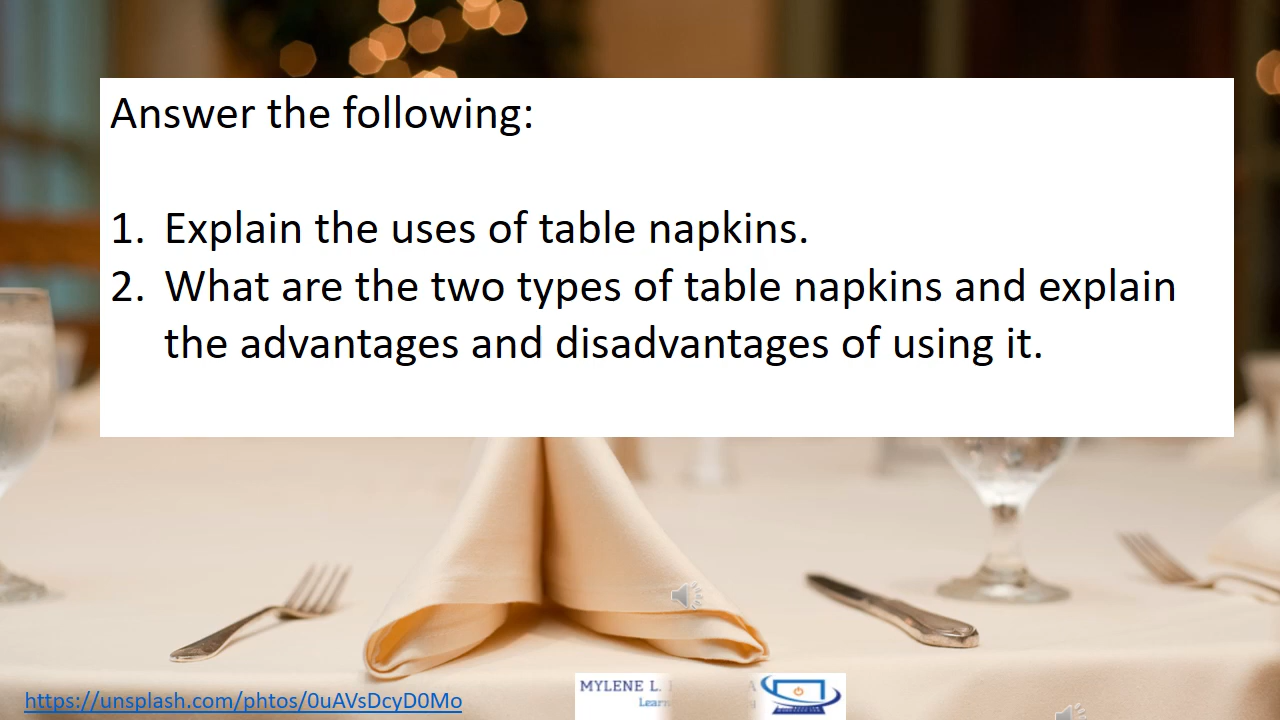 Answer the following:
1. Explain the uses of table napkins.
2. What are the two types of table napkins and explain
the advantages and disadvantages of using it.
https://unsplash.com/phtos/0uAVsDcyD0Mo
MYLENE L.